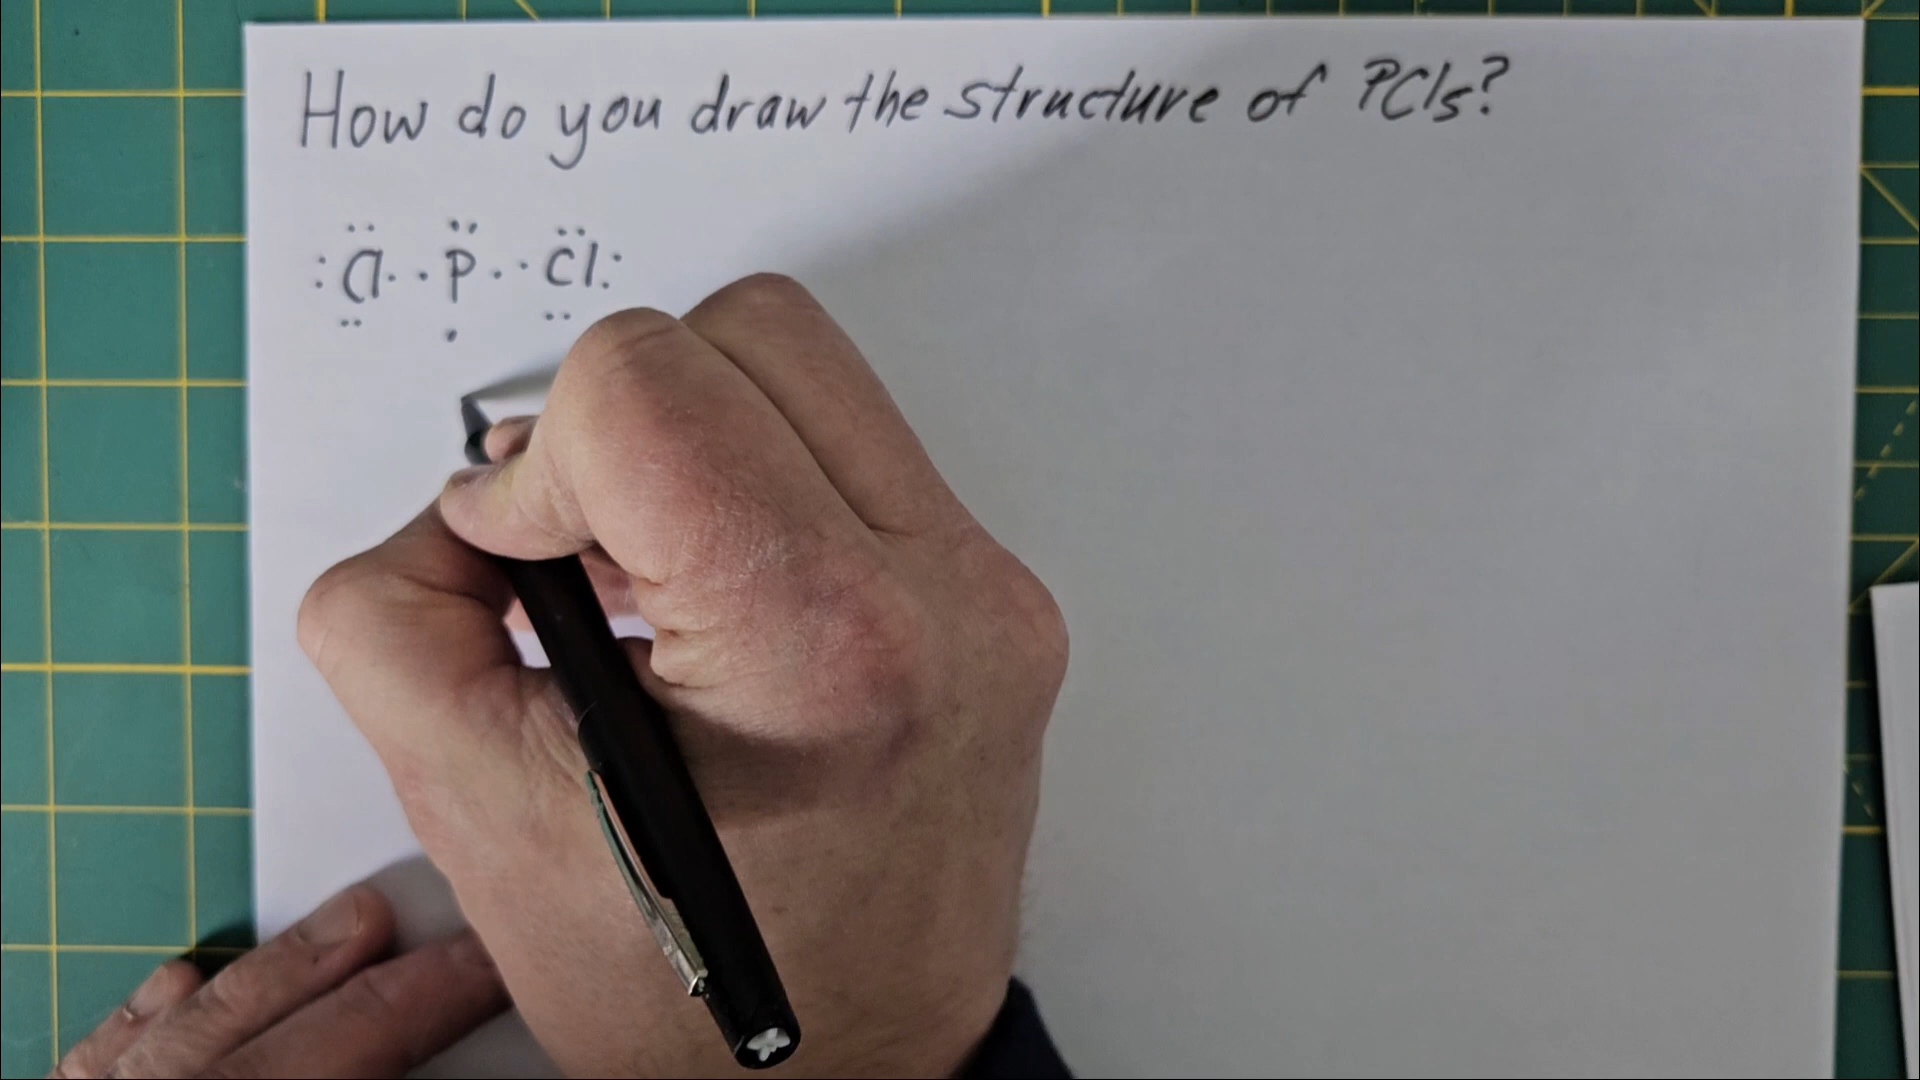 How do you draw the structure of PCl5?
:Cl· ·P· ·Cl: